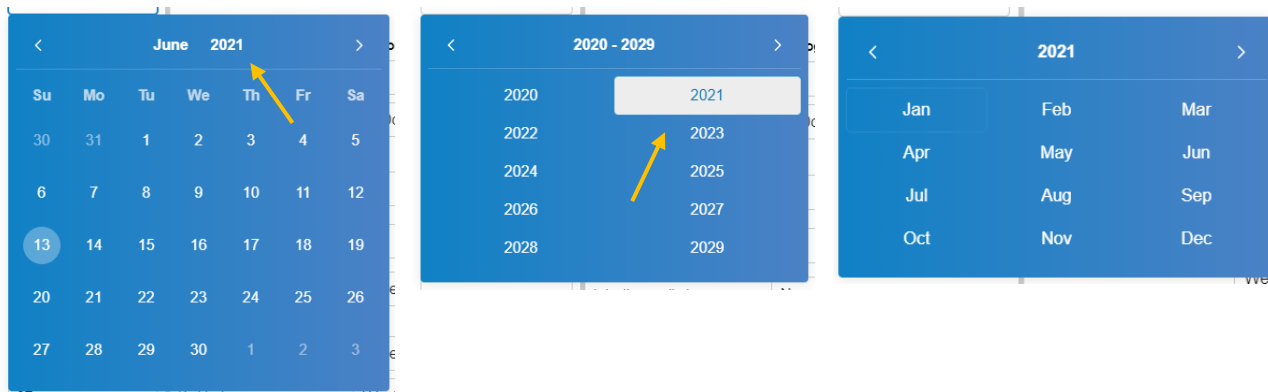 June 2021
Su Mo Tu We Th Fr Sa
30 31 1 2 3 4 5
6 7 8 9 10 11 12
13 14 15 16 17 18 19
20 21 22 23 24 25 26
27 28 29 30 1 2 3
2020 - 2029
2020 2021
2022 2023
2024 2025
2026 2027
2028 2029
2021
Jan Feb Mar
Apr May Jun
Jul Aug Sep
Oct Nov Dec